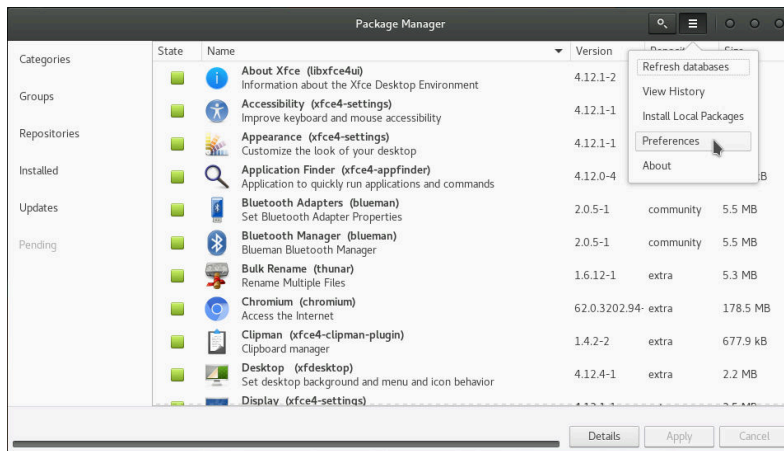 Package Manager
Categories
Groups
Repositories
Installed
Updates
Pending
State Name Version Size
About Xfce (libxfce4ui)
Information about the Xfce Desktop Environment
4.12.1-2
Accessibility (xfce4-settings)
Improve keyboard and mouse accessibility
4.12.1-1
Appearance (xfce4-settings)
Customize the look of your desktop
4.12.1-1
Application Finder (xfce4-appfinder)
Application to quickly run applications and commands
4.12.0-4 kB
Bluetooth Adapters (blueman)
Set Bluetooth Adapter Properties
2.0.5-1 community 5.5 MB
Bluetooth Manager (blueman)
Blueman Bluetooth Manager
2.0.5-1 community 5.5 MB
Bulk Rename (thunar)
Rename Multiple Files
1.6.12-1 extra 5.3 MB
Chromium (chromium)
Access the Internet
62.0.3202.94- extra 178.5 MB
Clipman (xfce4-clipman-plugin)
Clipboard manager
1.4.2-2 extra 677.9 kB
Desktop (xfdesktop)
Set desktop background and menu and icon behavior
4.12.4-1 extra 2.2 MB
Display (xfce4-settings)
Refresh databases
View History
Install Local Packages
Preferences
About
Details Apply Cancel